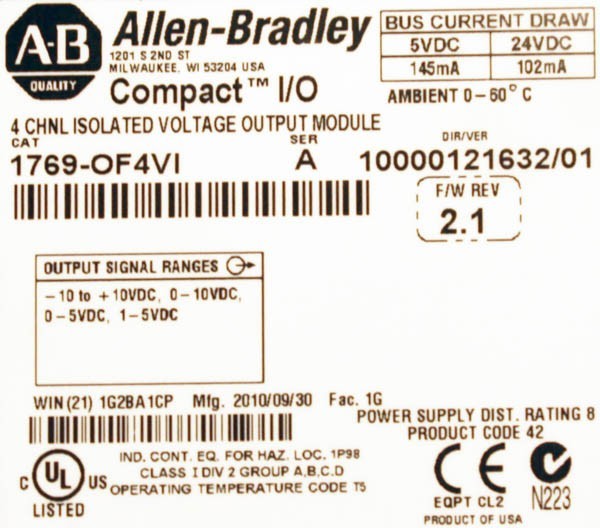 A-B
QUALITY
Allen-Bradley
1201 S 2ND ST
MILWAUKEE, WI 53204 USA
Compact™ I/O
BUS CURRENT DRAW
5VDC 24VDC
145mA 102mA
AMBIENT 0-60° C
4 CHNL ISOLATED VOLTAGE OUTPUT MODULE
CAT SER DIR/VER
1769-OF4VI A 10000121632/01
F/W REV
2.1
OUTPUT SIGNAL RANGES
-10 to +10VDC, 0-10VDC,
0-5VDC, 1-5VDC
WIN (21) 1G2BA1CP Mfg. 2010/09/30 Fac. 1G
POWER SUPPLY DIST. RATING 8
PRODUCT CODE 42
C UL US
LISTED
IND. CONT. EQ. FOR HAZ. LOC. 1P98
CLASS I DIV 2 GROUP A,B,C,D
OPERATING TEMPERATURE CODE T5
CE
EQPT CL2
N223
PRODUCT OF USA